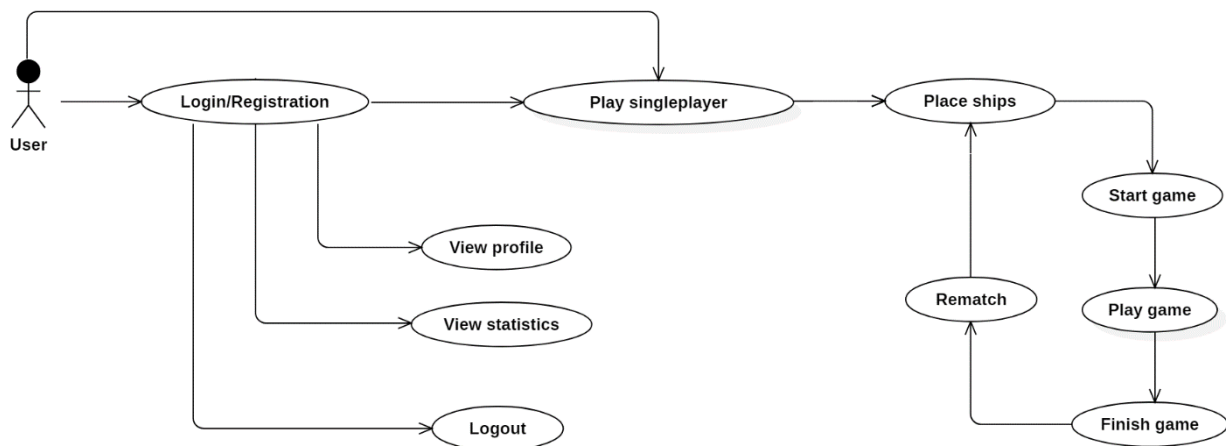 User
Login/Registration
Play singleplayer
Place ships
Start game
View profile
Rematch
Play game
View statistics
Logout
Finish game